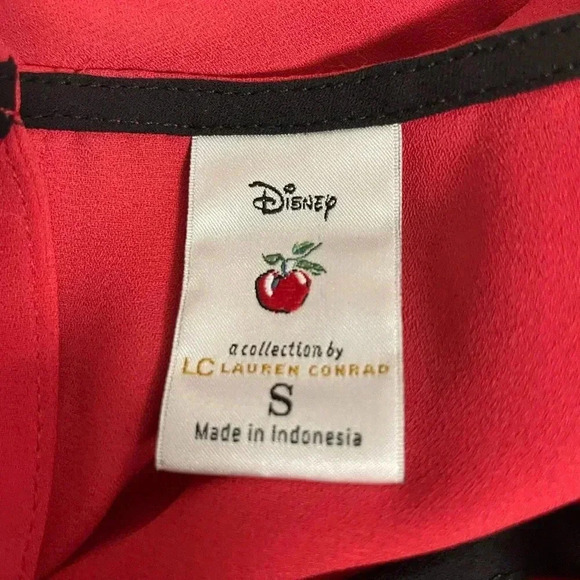 Disney
a collection by
LC LAUREN CONRAD
S
Made in Indonesia